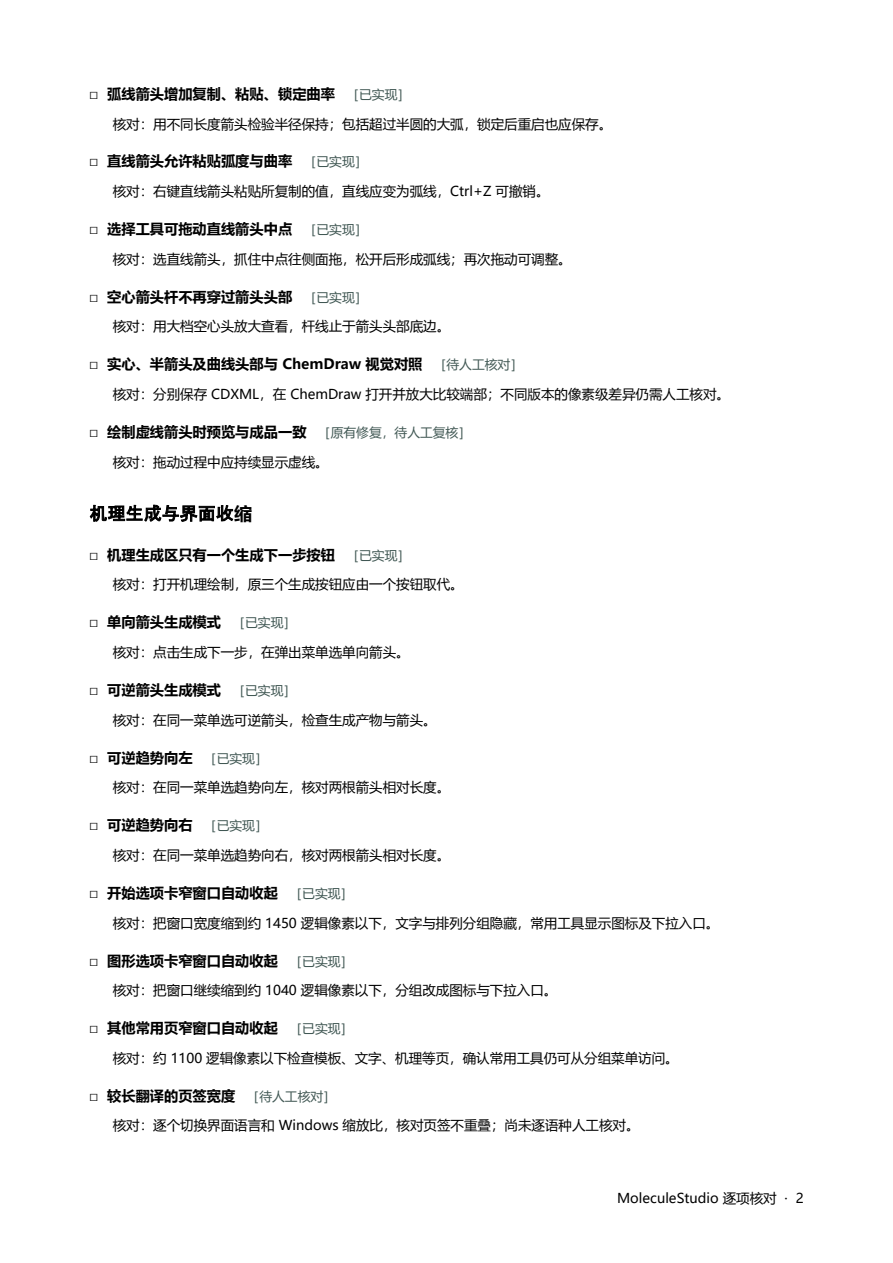 □ 弧线箭头增加复制、粘贴、锁定曲率 [已实现]
核对：用不同长度箭头检验半径保持；包括超过半圆的大弧，锁定后重启也应保存。
□ 直线箭头允许粘贴弧度与曲率 [已实现]
核对：右键直线箭头粘贴所复制的值，直线应变为弧线，Ctrl+Z 可撤销。
□ 选择工具可拖动直线箭头中点 [已实现]
核对：选直线箭头，抓住中点往侧面拖，松开后形成弧线；再次拖动可调整。
□ 空心箭头杆不再穿过箭头头部 [已实现]
核对：用大档空心头放大查看，杆线止于箭头头部底边。
□ 实心、半箭头及曲线头部与 ChemDraw 视觉对照 [待人工核对]
核对：分别保存 CDXML，在 ChemDraw 打开并放大比较端部；不同版本的像素级差异仍需人工核对。
□ 绘制虚线箭头时预览与成品一致 [原有修复，待人工复核]
核对：拖动过程中应持续显示虚线。
机理生成与界面收缩
□ 机理生成区只有一个生成下一步按钮 [已实现]
核对：打开机理绘制，原三个生成按钮应由一个按钮取代。
□ 单向箭头生成模式 [已实现]
核对：点击生成下一步，在弹出菜单选单向箭头。
□ 可逆箭头生成模式 [已实现]
核对：在同一菜单选可逆箭头，检查生成产物与箭头。
□ 可逆趋势向左 [已实现]
核对：在同一菜单选趋势向左，核对两根箭头相对长度。
□ 可逆趋势向右 [已实现]
核对：在同一菜单选趋势向右，核对两根箭头相对长度。
□ 开始选项卡窄窗口自动收起 [已实现]
核对：把窗口宽度缩到约 1450 逻辑像素以下，文字与排列分组隐藏，常用工具显示图标及下拉入口。
□ 图形选项卡窄窗口自动收起 [已实现]
核对：把窗口继续缩到约 1040 逻辑像素以下，分组改成图标与下拉入口。
□ 其他常用页窄窗口自动收起 [已实现]
核对：约 1100 逻辑像素以下检查模板、文字、机理等页，确认常用工具仍可从分组菜单访问。
□ 较长翻译的页签宽度 [待人工核对]
核对：逐个切换界面语言和 Windows 缩放比，核对页签不重叠；尚未逐语种人工核对。
MoleculeStudio 逐项核对 · 2